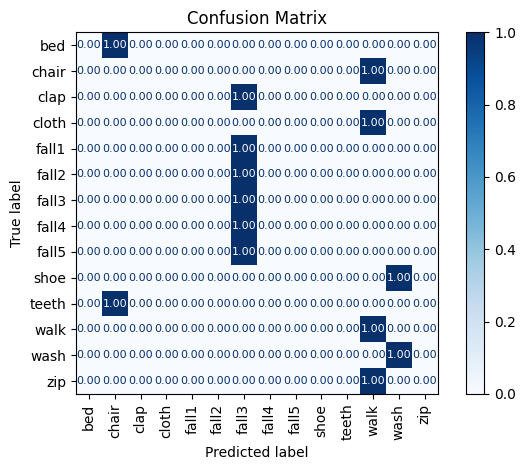 Confusion Matrix
bed 0.00 1.00 0.00 0.00 0.00 0.00 0.00 0.00 0.00 0.00 0.00 0.00 0.00 0.00
chair 0.00 0.00 0.00 0.00 0.00 0.00 0.00 0.00 0.00 0.00 0.00 1.00 0.00 0.00
clap 0.00 0.00 0.00 0.00 0.00 0.00 1.00 0.00 0.00 0.00 0.00 0.00 0.00 0.00
cloth 0.00 0.00 0.00 0.00 0.00 0.00 0.00 0.00 0.00 0.00 0.00 1.00 0.00 0.00
fall1 0.00 0.00 0.00 0.00 0.00 0.00 1.00 0.00 0.00 0.00 0.00 0.00 0.00 0.00
fall2 0.00 0.00 0.00 0.00 0.00 0.00 1.00 0.00 0.00 0.00 0.00 0.00 0.00 0.00
fall3 0.00 0.00 0.00 0.00 0.00 0.00 1.00 0.00 0.00 0.00 0.00 0.00 0.00 0.00
fall4 0.00 0.00 0.00 0.00 0.00 0.00 1.00 0.00 0.00 0.00 0.00 0.00 0.00 0.00
fall5 0.00 0.00 0.00 0.00 0.00 0.00 1.00 0.00 0.00 0.00 0.00 0.00 0.00 0.00
shoe 0.00 0.00 0.00 0.00 0.00 0.00 0.00 0.00 0.00 0.00 0.00 0.00 1.00 0.00
teeth 0.00 1.00 0.00 0.00 0.00 0.00 0.00 0.00 0.00 0.00 0.00 0.00 0.00 0.00
walk 0.00 0.00 0.00 0.00 0.00 0.00 0.00 0.00 0.00 0.00 0.00 1.00 0.00 0.00
wash 0.00 0.00 0.00 0.00 0.00 0.00 0.00 0.00 0.00 0.00 0.00 0.00 1.00 0.00
zip 0.00 0.00 0.00 0.00 0.00 0.00 0.00 0.00 0.00 0.00 0.00 1.00 0.00 0.00
True label
bed chair clap cloth fall1 fall2 fall3 fall4 fall5 shoe teeth walk wash zip
Predicted label
1.0
0.8
0.6
0.4
0.2
0.0